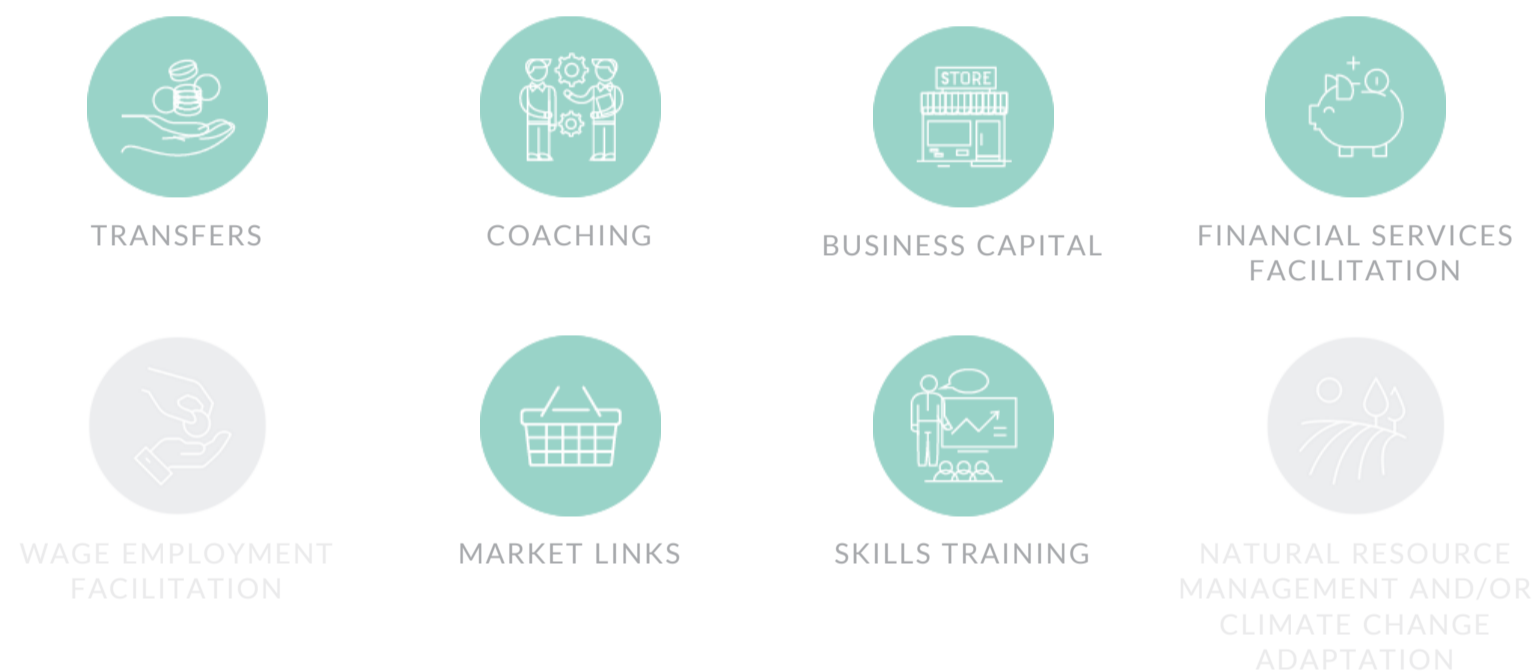 STORE
TRANSFERS
COACHING
BUSINESS CAPITAL
FINANCIAL SERVICES
FACILITATION
WAGE EMPLOYMENT
FACILITATION
MARKET LINKS
SKILLS TRAINING
NATURAL RESOURCE
MANAGEMENT AND/OR
CLIMATE CHANGE
ADAPTATION